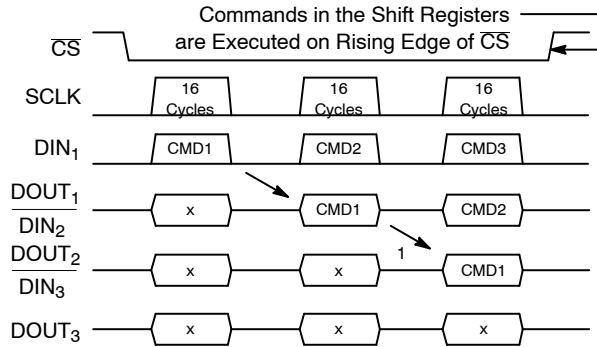 Commands in the Shift Registers
are Executed on Rising Edge of CS
CS
SCLK
16
Cycles
16
Cycles
16
Cycles
DIN1
CMD1
CMD2
CMD3
DOUT1
DIN2
x
CMD1
CMD2
DOUT2
DIN3
x
x
1
CMD1
DOUT3
x
x
x